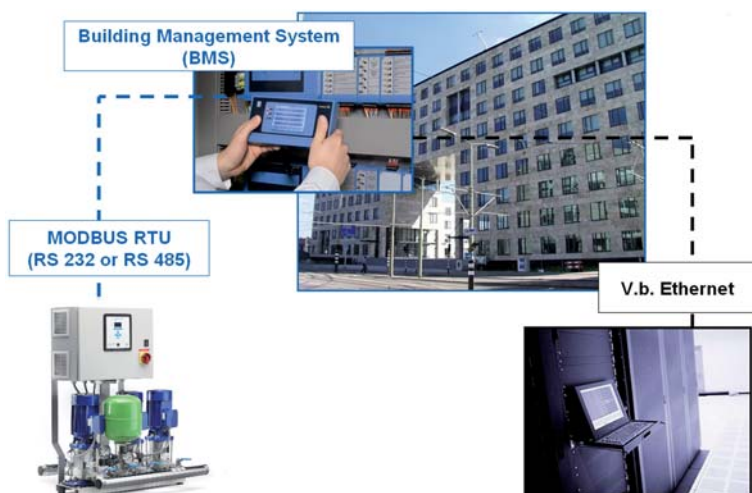 Building Management System
(BMS)
MODBUS RTU
(RS 232 or RS 485)
V.b. Ethernet